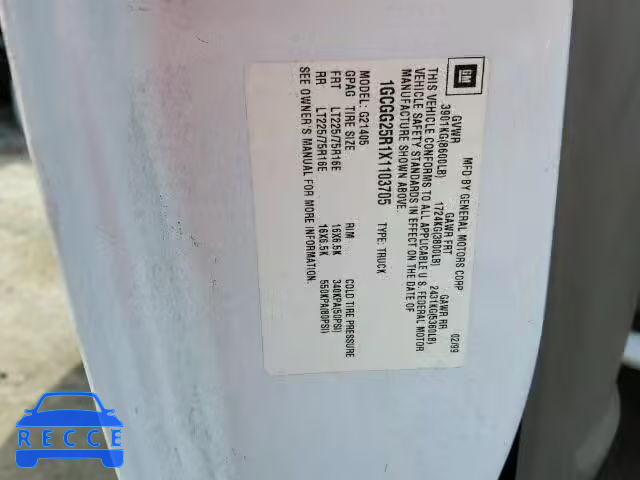 GM
MFD BY GENERAL MOTORS CORP 02/99
GVWR GAWR FRT GAWR RR
3901KG(8600LB) 1724KG(3800LB) 2431KG(5360LB)
THIS VEHICLE CONFORMS TO ALL APPLICABLE U.S. FEDERAL MOTOR
VEHICLE SAFETY STANDARDS IN EFFECT ON THE DATE OF
MANUFACTURE SHOWN ABOVE.
1GCGG25R1X1103705 TYPE: TRUCK
MODEL: G21405
GPAG TIRE SIZE RIM COLD TIRE PRESSURE
FRT LT225/75R16E 16X6.5K 340KPA(50PSI)
RR LT225/75R16E 16X6.5K 550KPA(80PSI)
SEE OWNER'S MANUAL FOR MORE INFORMATION.
RECCE